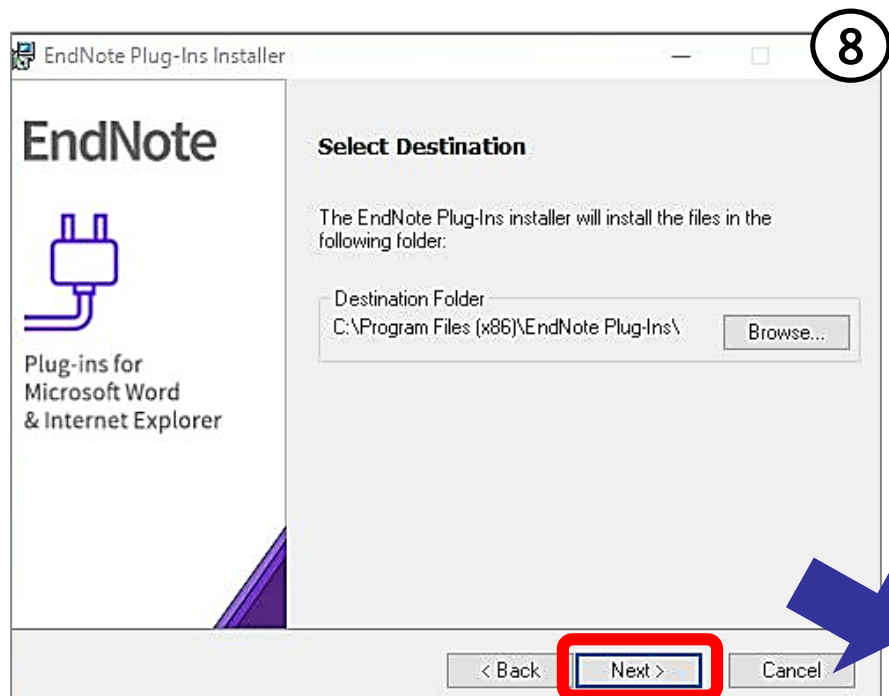 8
EndNote Plug-Ins Installer
EndNote
Plug-ins for
Microsoft Word
& Internet Explorer
Select Destination
The EndNote Plug-Ins installer will install the files in the
following folder:
Destination Folder
C:\Program Files (x86)\EndNote Plug-Ins\
Browse...
< Back
Next >
Cancel